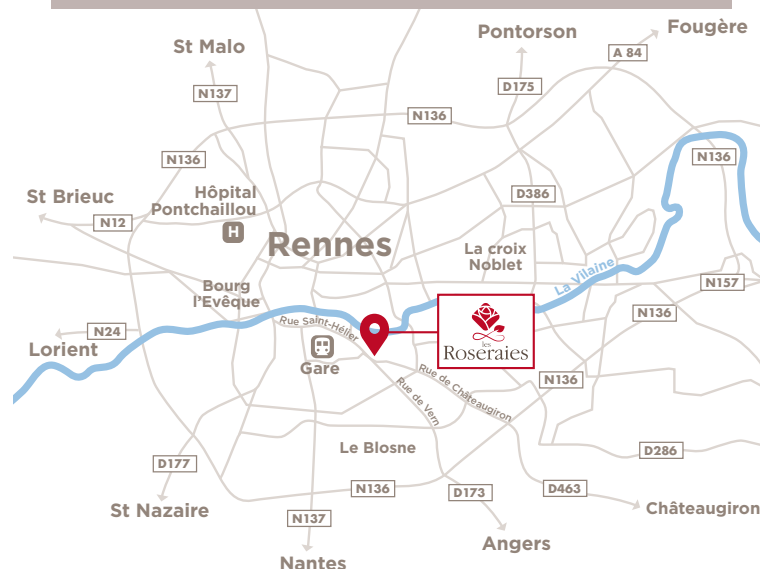 Fougère
Pontorson
St Malo
A 84
D175
N137
N136
N136
N136
Hôpital
Pontchaillou
H
St Brieuc
N12
D386
Rennes
La croix
Noblet
La Vilaine
N157
Bourg
l'Evêque
N136
Rue Saint-Hélier
les
Roseraies
N24
Lorient
Gare
Rue de Châteaugiron
Rue de Vern
N136
Le Blosne
D286
D177
N136
D173
D463
St Nazaire
N137
Châteaugiron
Angers
Nantes